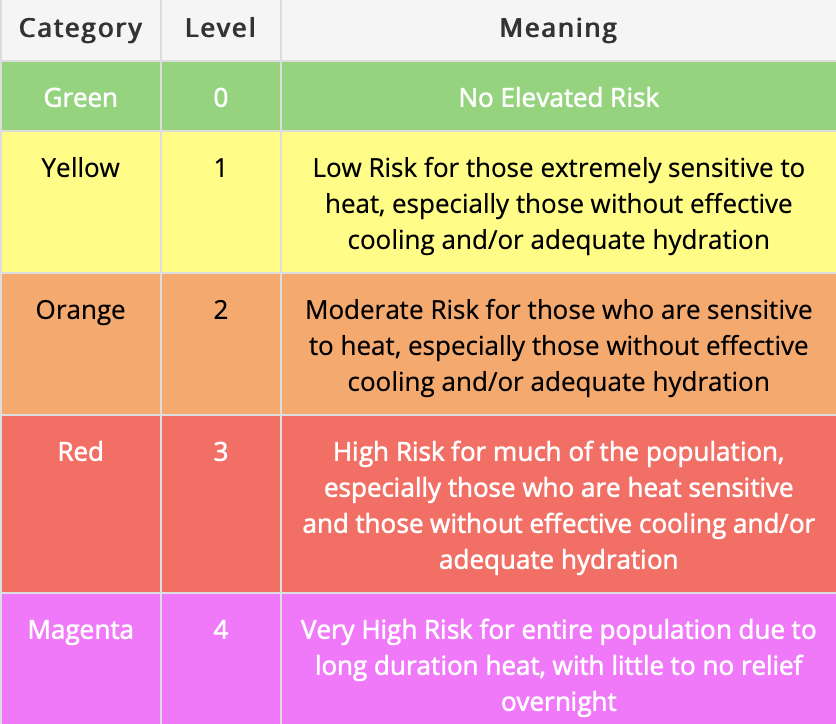 Category Level Meaning
Green 0 No Elevated Risk
Yellow 1 Low Risk for those extremely sensitive to
heat, especially those without effective
cooling and/or adequate hydration
Orange 2 Moderate Risk for those who are sensitive
to heat, especially those without effective
cooling and/or adequate hydration
Red 3 High Risk for much of the population,
especially those who are heat sensitive
and those without effective cooling and/or
adequate hydration
Magenta 4 Very High Risk for entire population due to
long duration heat, with little to no relief
overnight